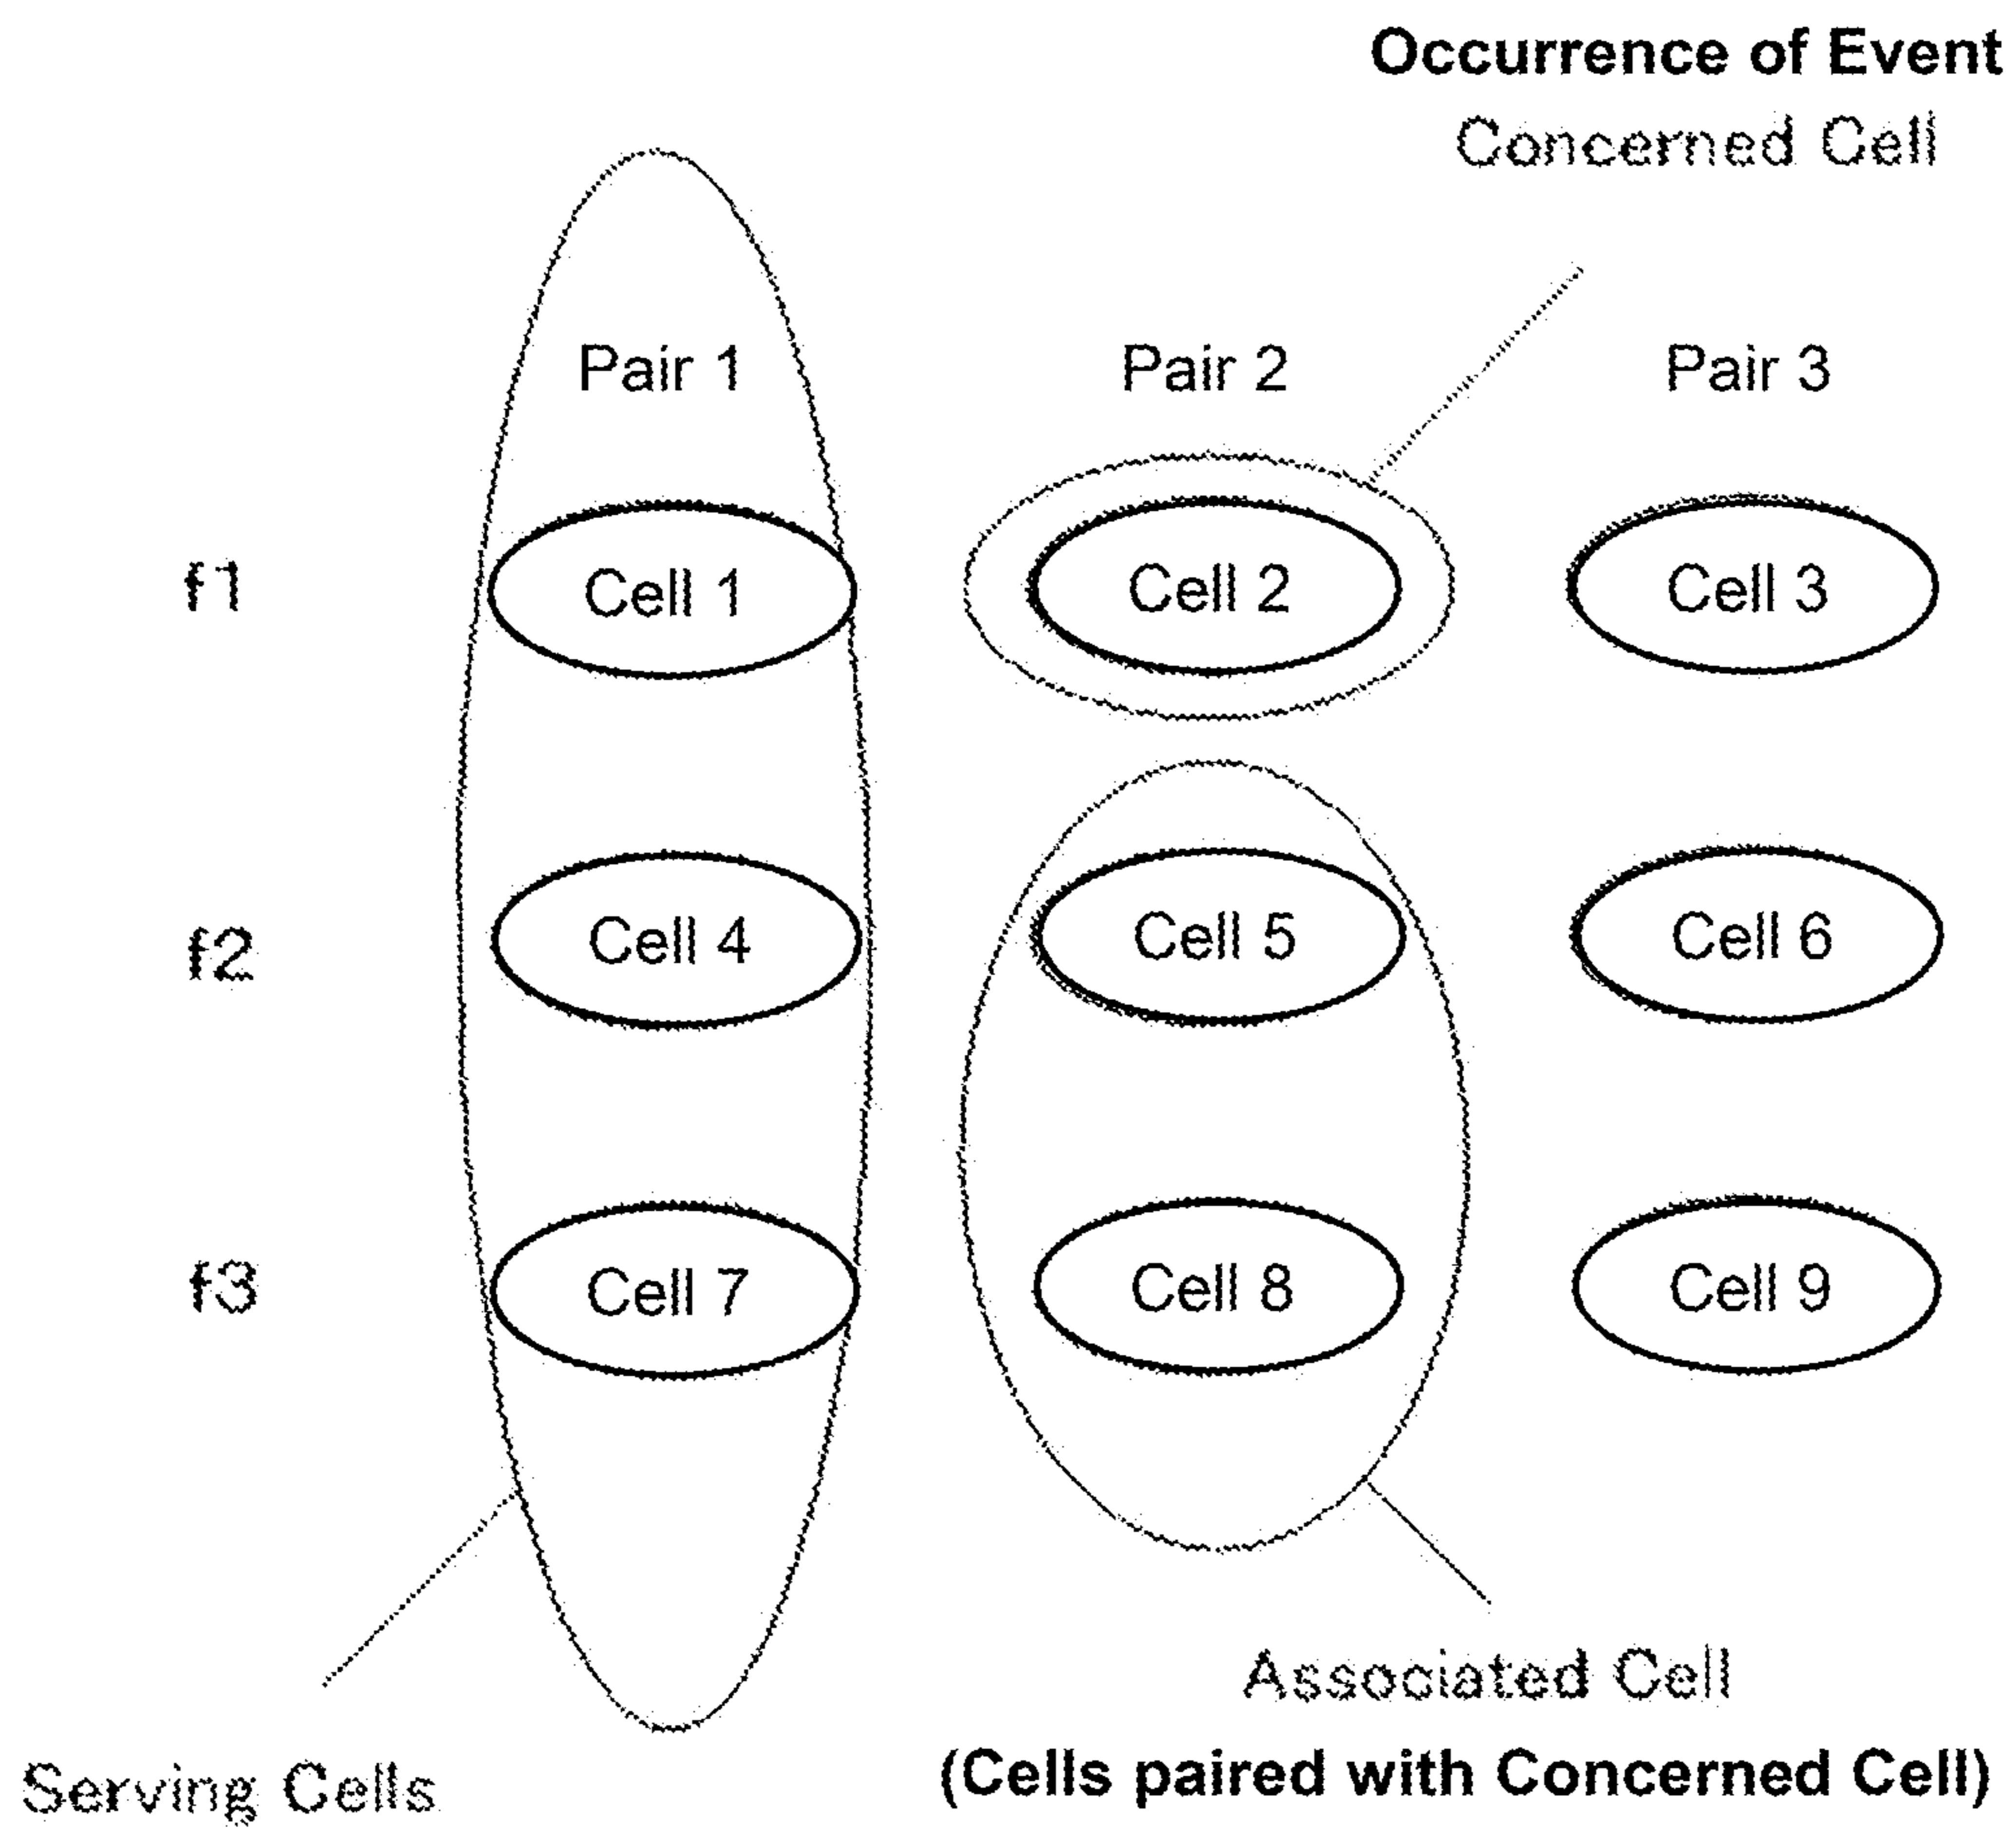 Occurrence of Event
Concerned Cell
Pair 1 Pair 2 Pair 3
f1 Cell 1 Cell 2 Cell 3
f2 Cell 4 Cell 5 Cell 6
f3 Cell 7 Cell 8 Cell 9
Associated Cell
(Cells paired with Concerned Cell)
Serving Cells